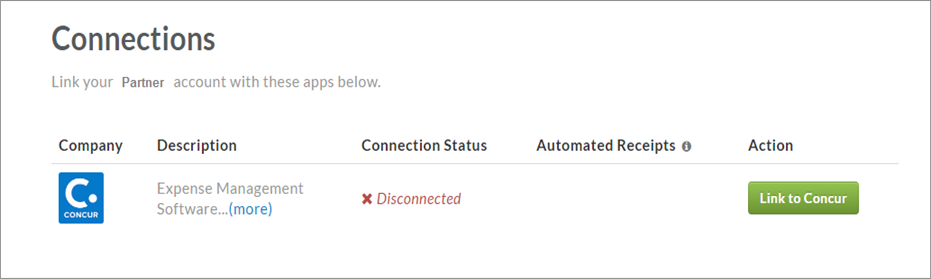 Connections
Link your Partner account with these apps below.
Company Description Connection Status Automated Receipts Action
C.
CONCUR
Expense Management
Software...(more)
Disconnected
Link to Concur